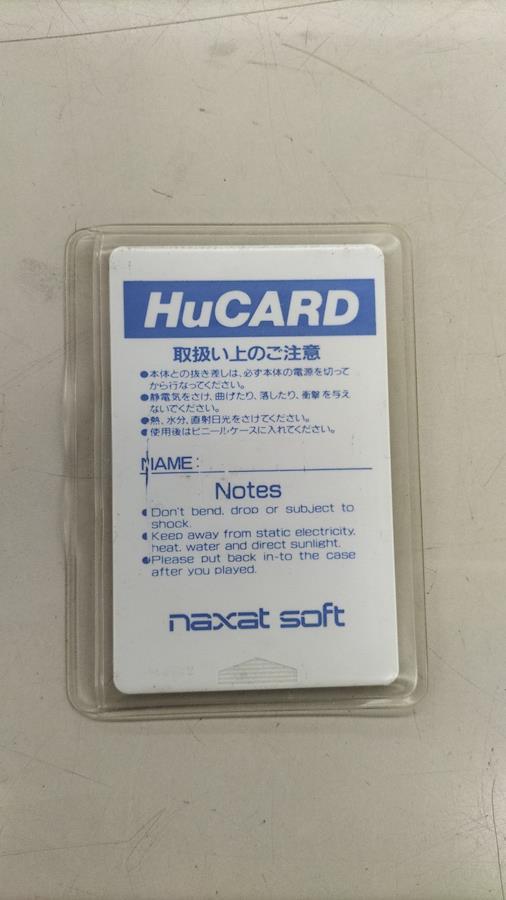 HuCARD
取扱い上のご注意
●本体との抜き差しは、必ず本体の電源を切って
から行なってください。
●静電気をさけ、曲げたり、落したり、衝撃を与え
ないでください。
●熱、水分、直射日光をさけてください。
●使用後はビニールケースに入れてください。
NAME:
Notes
●Don't bend, drop or subject to
shock.
●Keep away from static electricity,
heat, water and direct sunlight.
●Please put back in-to the case
after you played.
naxat soft